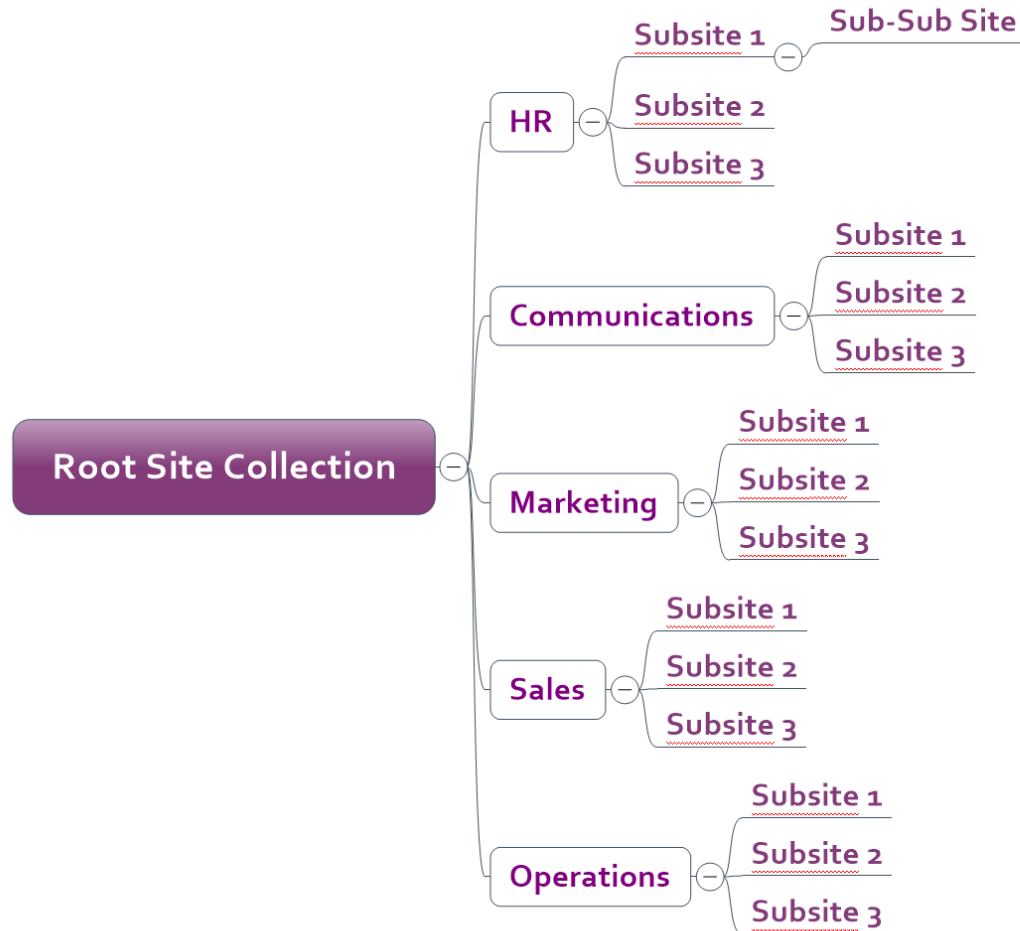 Root Site Collection
HR
Subsite 1
Sub-Sub Site
Subsite 2
Subsite 3
Communications
Subsite 1
Subsite 2
Subsite 3
Marketing
Subsite 1
Subsite 2
Subsite 3
Sales
Subsite 1
Subsite 2
Subsite 3
Operations
Subsite 1
Subsite 2
Subsite 3